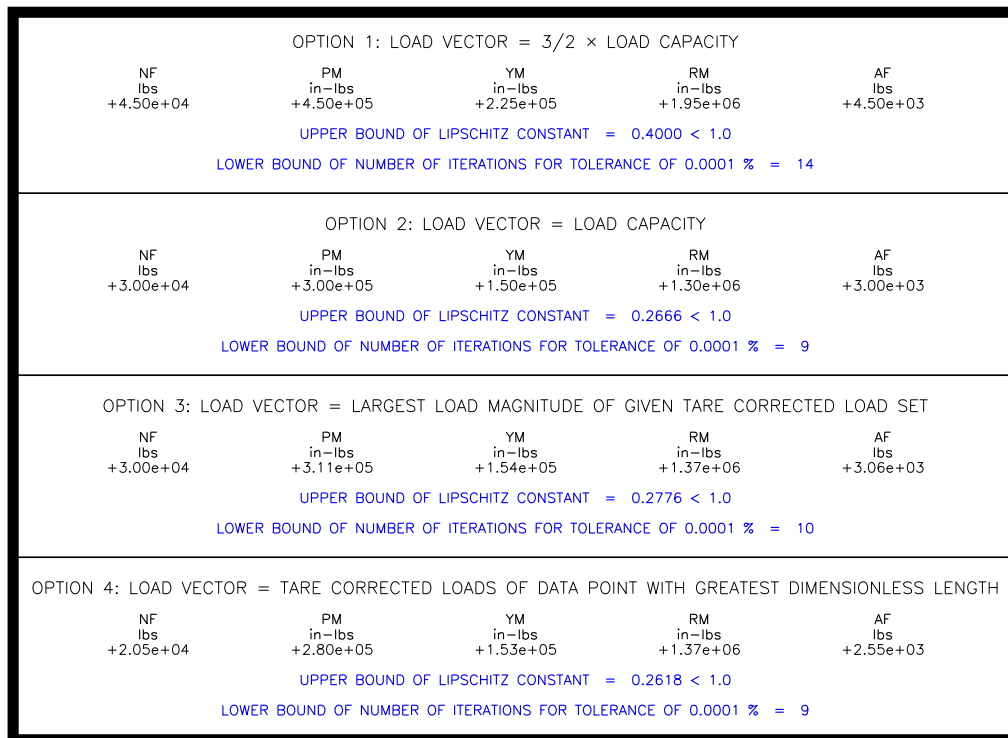 OPTION 1: LOAD VECTOR = 3/2 × LOAD CAPACITY
NF PM YM RM AF
lbs in-lbs in-lbs in-lbs lbs
+4.50e+04 +4.50e+05 +2.25e+05 +1.95e+06 +4.50e+03
UPPER BOUND OF LIPSCHITZ CONSTANT = 0.4000 < 1.0
LOWER BOUND OF NUMBER OF ITERATIONS FOR TOLERANCE OF 0.0001 % = 14
OPTION 2: LOAD VECTOR = LOAD CAPACITY
NF PM YM RM AF
lbs in-lbs in-lbs in-lbs lbs
+3.00e+04 +3.00e+05 +1.50e+05 +1.30e+06 +3.00e+03
UPPER BOUND OF LIPSCHITZ CONSTANT = 0.2666 < 1.0
LOWER BOUND OF NUMBER OF ITERATIONS FOR TOLERANCE OF 0.0001 % = 9
OPTION 3: LOAD VECTOR = LARGEST LOAD MAGNITUDE OF GIVEN TARE CORRECTED LOAD SET
NF PM YM RM AF
lbs in-lbs in-lbs in-lbs lbs
+3.00e+04 +3.11e+05 +1.54e+05 +1.37e+06 +3.06e+03
UPPER BOUND OF LIPSCHITZ CONSTANT = 0.2776 < 1.0
LOWER BOUND OF NUMBER OF ITERATIONS FOR TOLERANCE OF 0.0001 % = 10
OPTION 4: LOAD VECTOR = TARE CORRECTED LOADS OF DATA POINT WITH GREATEST DIMENSIONLESS LENGTH
NF PM YM RM AF
lbs in-lbs in-lbs in-lbs lbs
+2.05e+04 +2.80e+05 +1.53e+05 +1.37e+06 +2.55e+03
UPPER BOUND OF LIPSCHITZ CONSTANT = 0.2618 < 1.0
LOWER BOUND OF NUMBER OF ITERATIONS FOR TOLERANCE OF 0.0001 % = 9